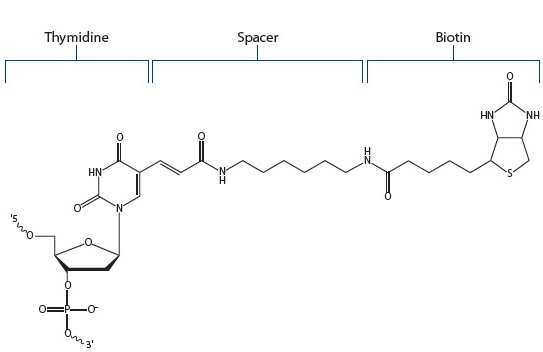 Thymidine Spacer Biotin
O
HN NH
S
O O H
N
HN N
H
O
O N
'5
O O
O
O P O-
O 3'